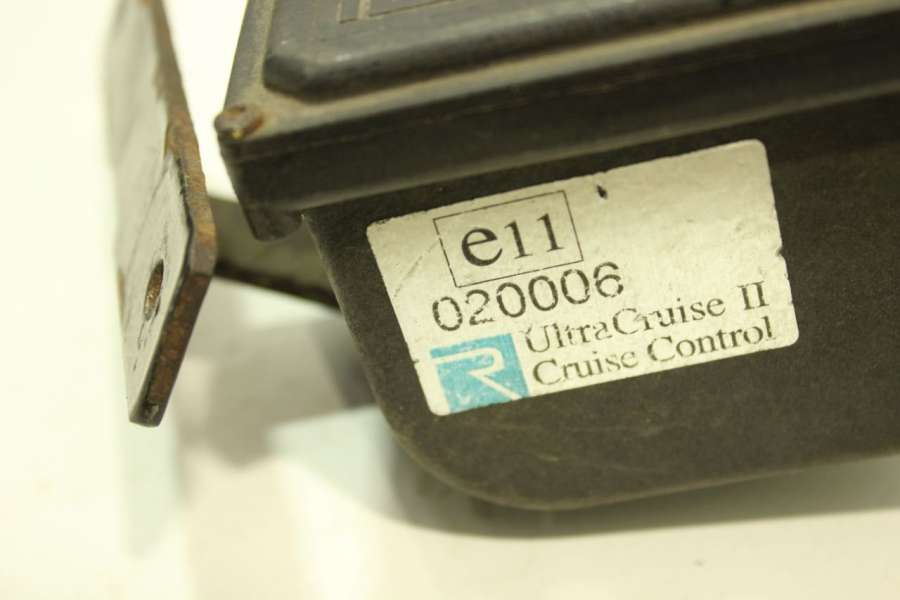 e11
020006
R
UltraCruise II
Cruise Control